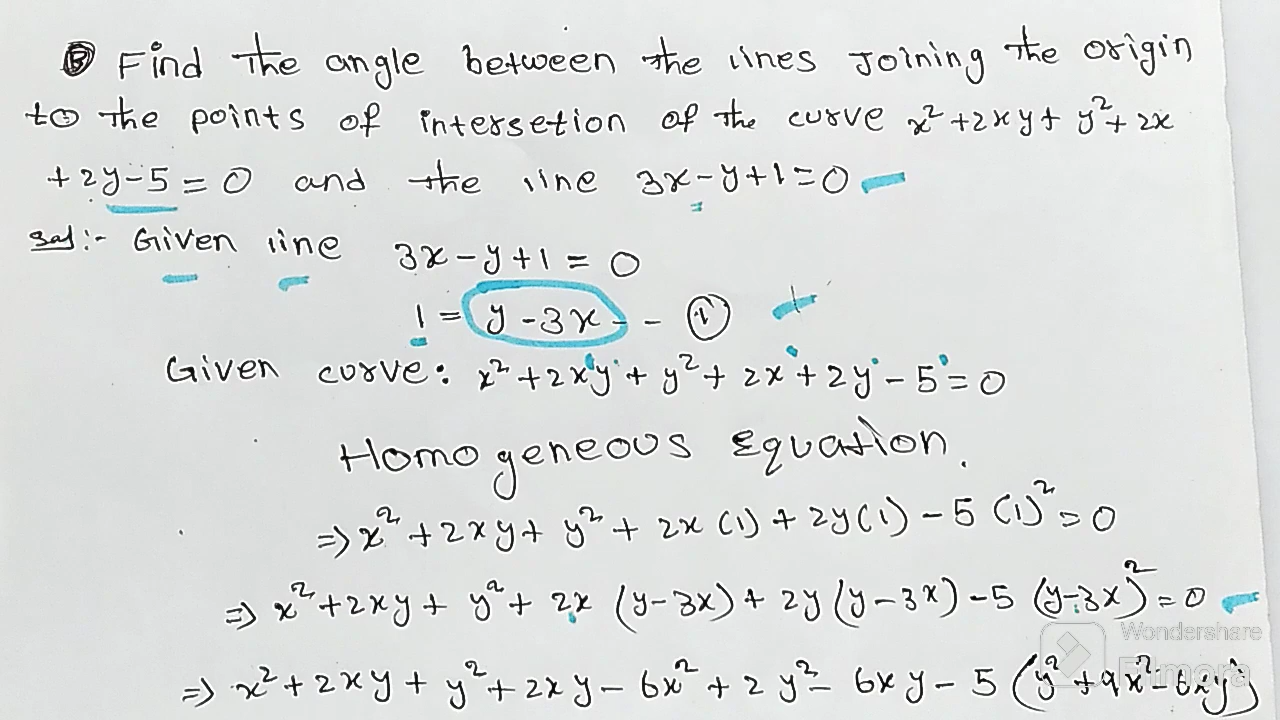 B Find the angle between the lines Joining the origin
to the points of intersetion of the curve x² + 2xy + y² + 2x
+ 2y - 5 = 0 and the line 3x - y + 1 = 0
Sol :- Given line 3x - y + 1 = 0
1 = y - 3x - - ①
Given curve: x² + 2xy + y² + 2x + 2y - 5 = 0
Homogeneous Equation.
⇒ x² + 2xy + y² + 2x (1) + 2y (1) - 5 (1)² = 0
⇒ x² + 2xy + y² + 2x (y - 3x) + 2y (y - 3x) - 5 (y - 3x)² = 0
Wondershare
Filmora
⇒ x² + 2xy + y² + 2xy - 6x² + 2y² - 6xy - 5 (y² + 9x² - 6xy)